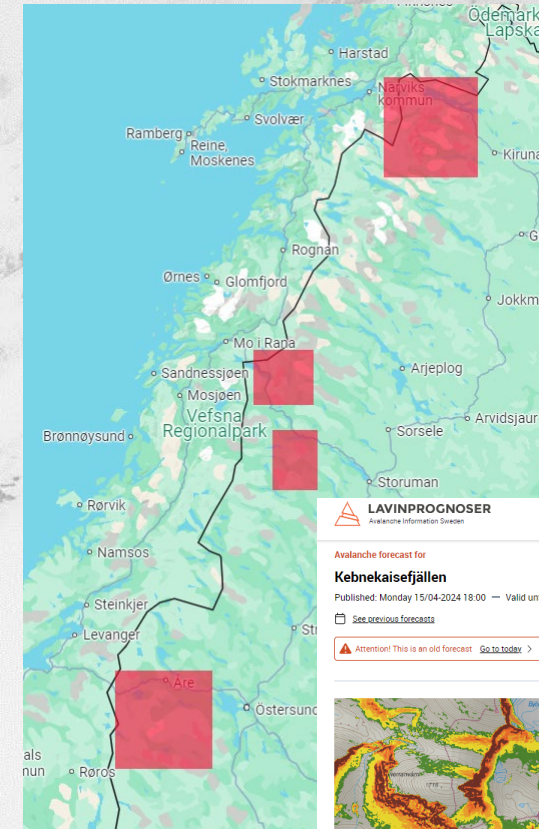 Ödemark
Lapska
Harstad
Stokmarknes
Narviks
kommun
Svolvær
Ramberg
Reine,
Moskenes
Kiruna
Rognan
Ørnes
Glomfjord
Jokkm
Mo i Rana
Sandnessjøen
Arjeplog
Mosjøen
Vefsna
Regionalpark
Arvidsjaur
Brønnøysund
Sorsele
Storuman
Rørvik
Namsos
Steinkjer
Levanger
Åre
Östersund
Røros
LAVINPROGNOSER
Avalanche Information Sweden
Avalanche forecast for
Kebnekaisefjällen
Published: Monday 15/04-2024 18:00 — Valid unt
See previous forecasts
Attention! This is an old forecast Go to today >